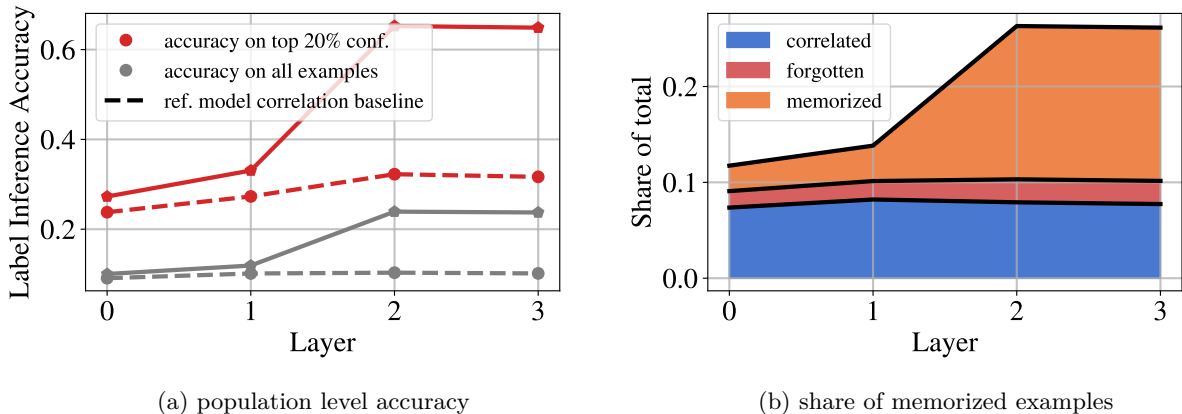 Label Inference Accuracy
0.6
0.4
0.2
accuracy on top 20% conf.
accuracy on all examples
ref. model correlation baseline
0 1 2 3
Layer
(a) population level accuracy
Share of total
0.2
0.1
0.0
correlated
forgotten
memorized
0 1 2 3
Layer
(b) share of memorized examples